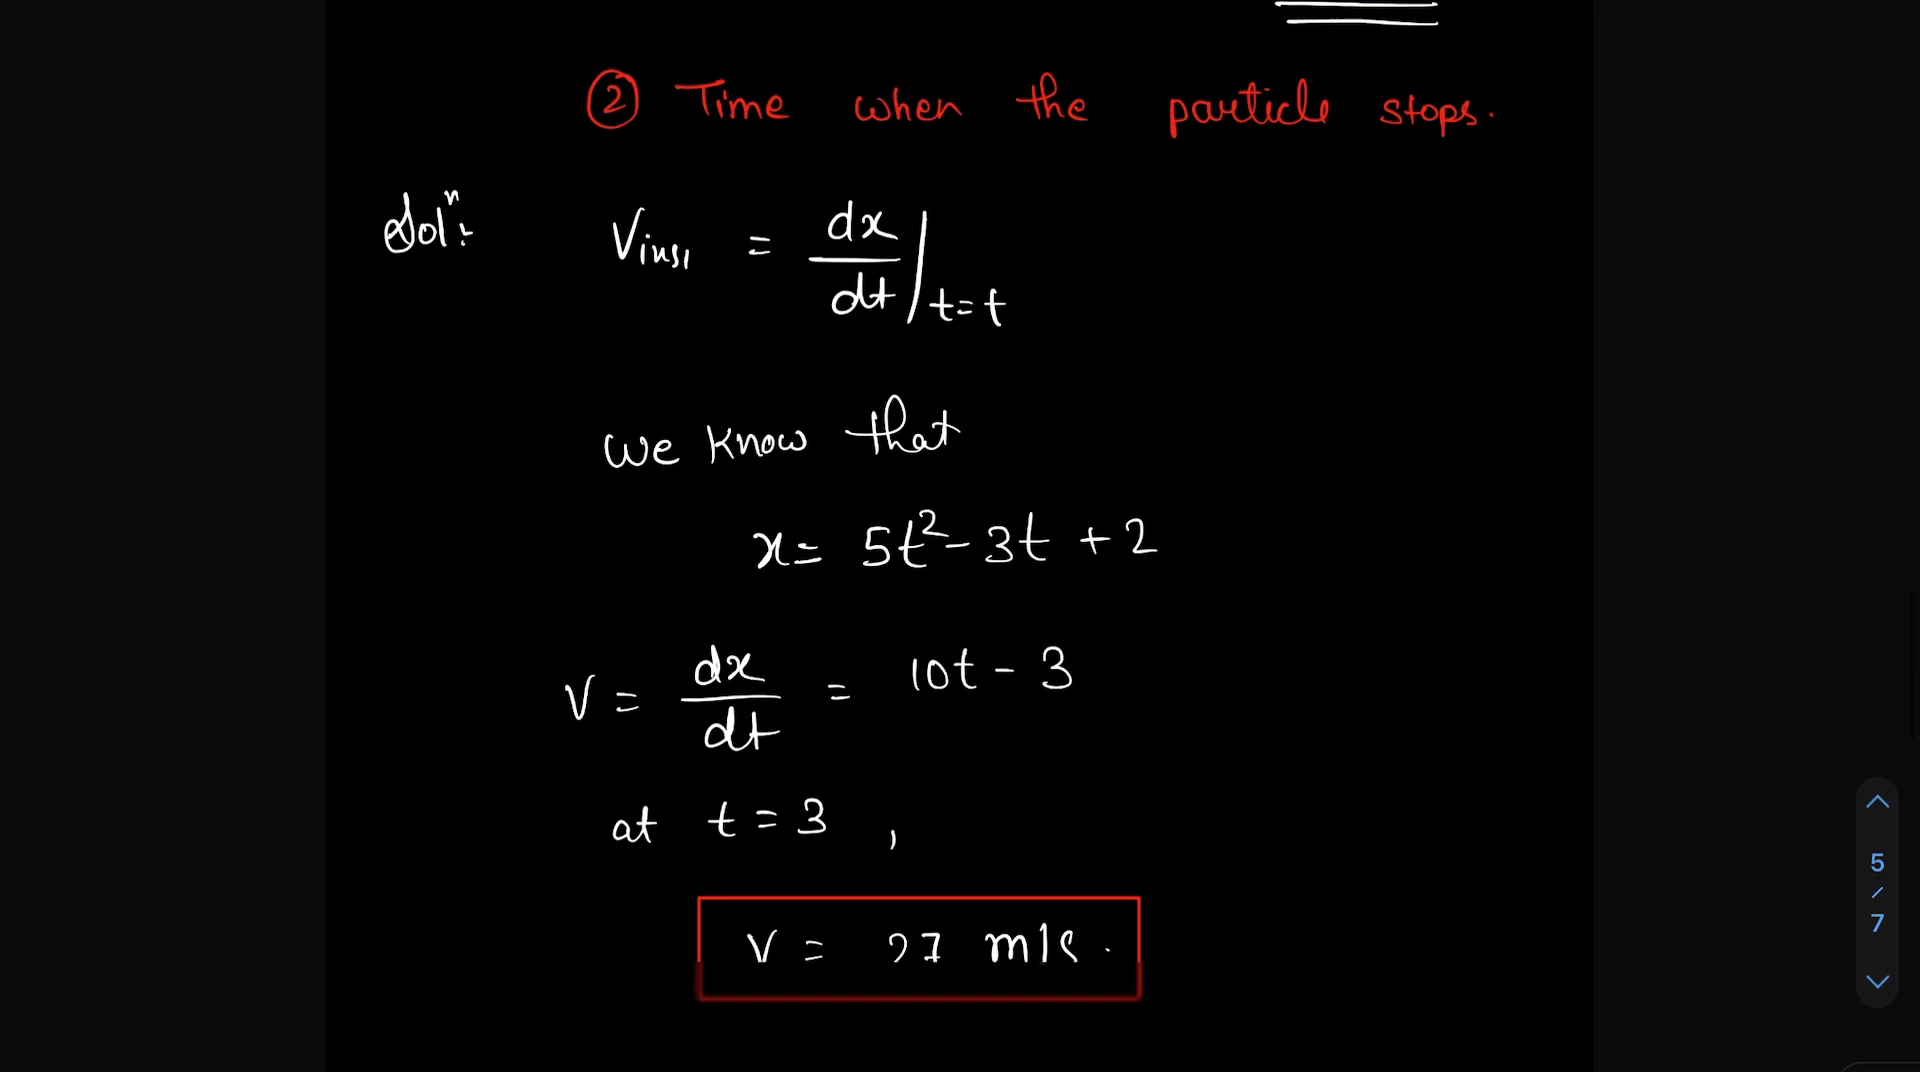 ② Time when the particle stops.
Solⁿ: Vinst = dx/dt |t=t
we know that
x = 5t² - 3t + 2
V = dx/dt = 10t - 3
at t = 3 ,
V = 27 m/s .
5
/
7